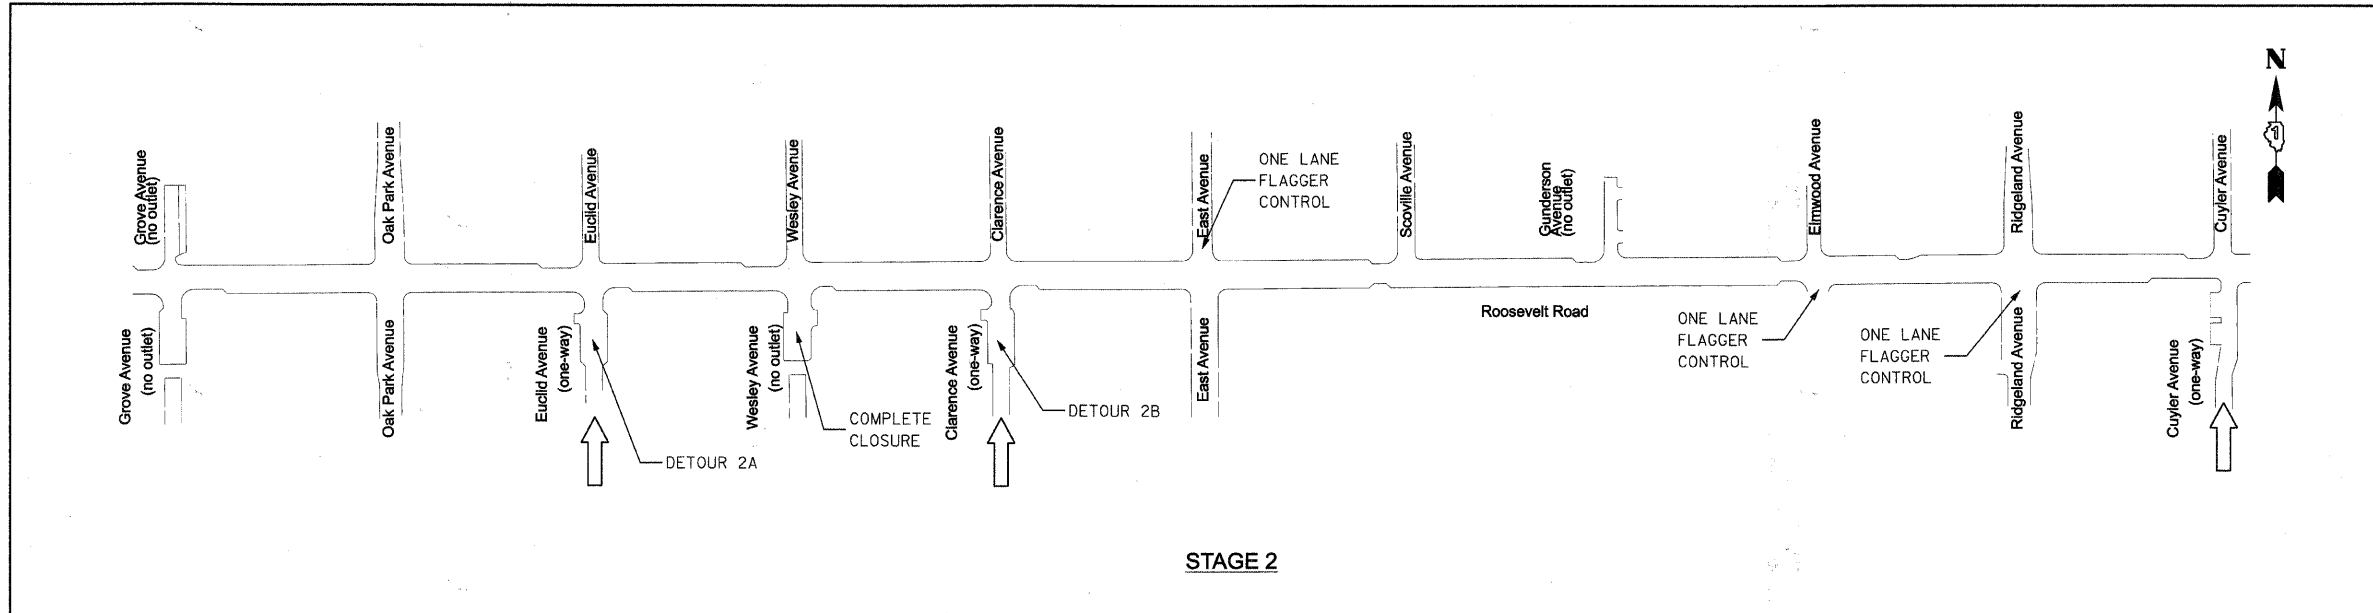 N
Grove Avenue
(no outlet)
Oak Park Avenue
Euclid Avenue
Wesley Avenue
Clarence Avenue
East Avenue
ONE LANE
FLAGGER
CONTROL
Scoville Avenue
Gunderson
Avenue
(no outlet)
Elmwood Avenue
Ridgeland Avenue
Cuyler Avenue
Grove Avenue
(no outlet)
Oak Park Avenue
Euclid Avenue
(one-way)
DETOUR 2A
Wesley Avenue
(no outlet)
COMPLETE
CLOSURE
Clarence Avenue
(one-way)
DETOUR 2B
East Avenue
Roosevelt Road
ONE LANE
FLAGGER
CONTROL
ONE LANE
FLAGGER
CONTROL
Ridgeland Avenue
Cuyler Avenue
(one-way)
STAGE 2